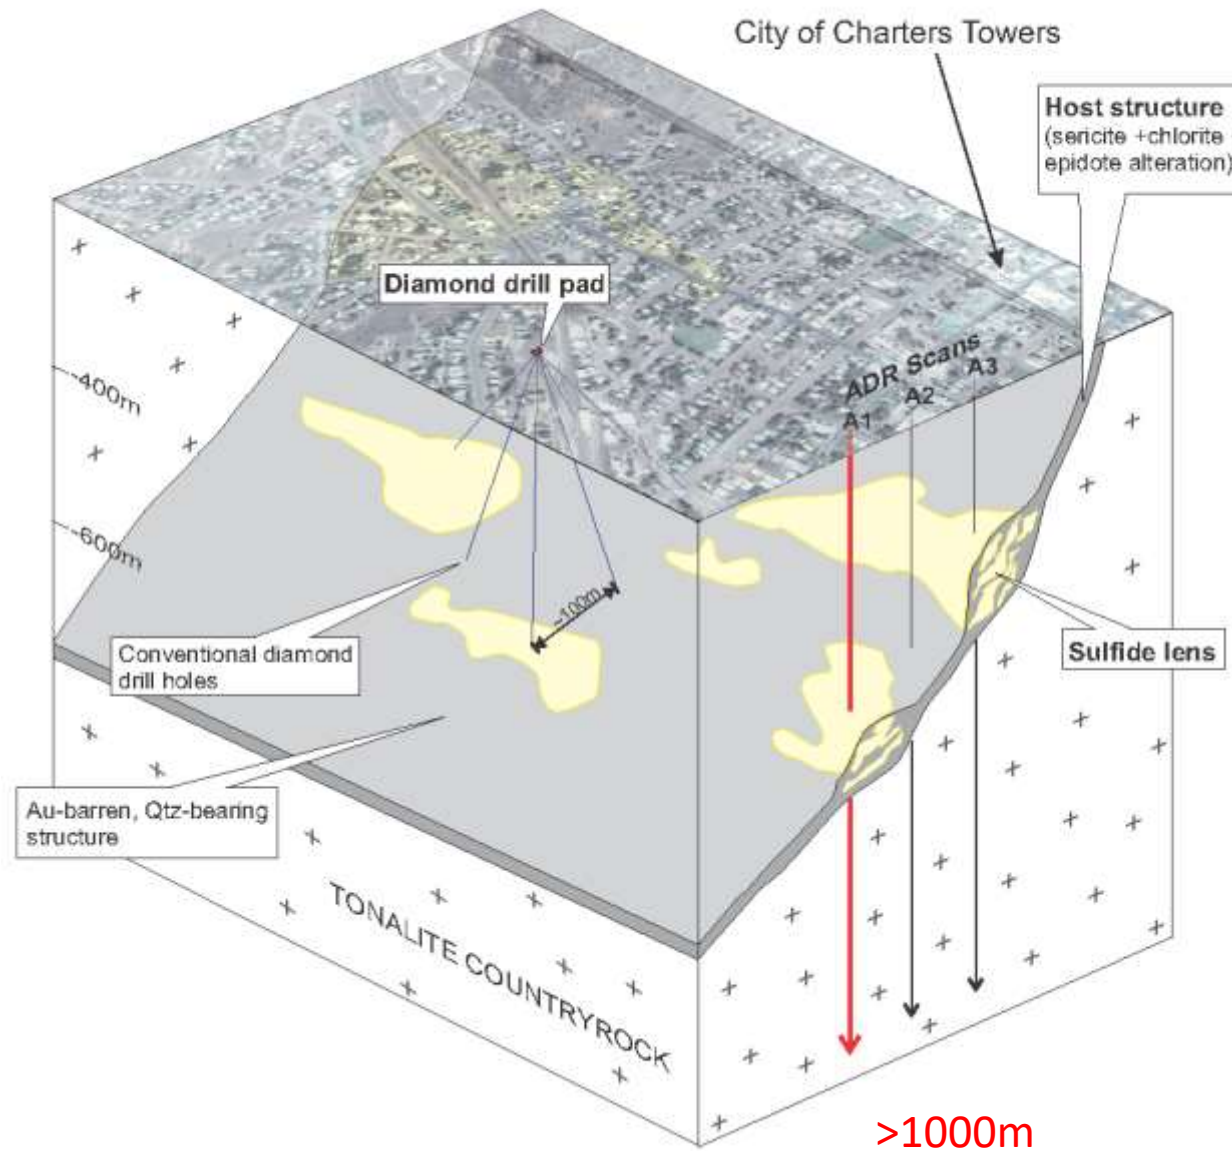 City of Charters Towers
Host structure
(sericite +chlorite
epidote alteration)
Diamond drill pad
ADR Scans
A1
A2
A3
-400m
-600m
~100m
Conventional diamond
drill holes
Sulfide lens
Au-barren, Qtz-bearing
structure
TONALITE COUNTRYROCK
>1000m